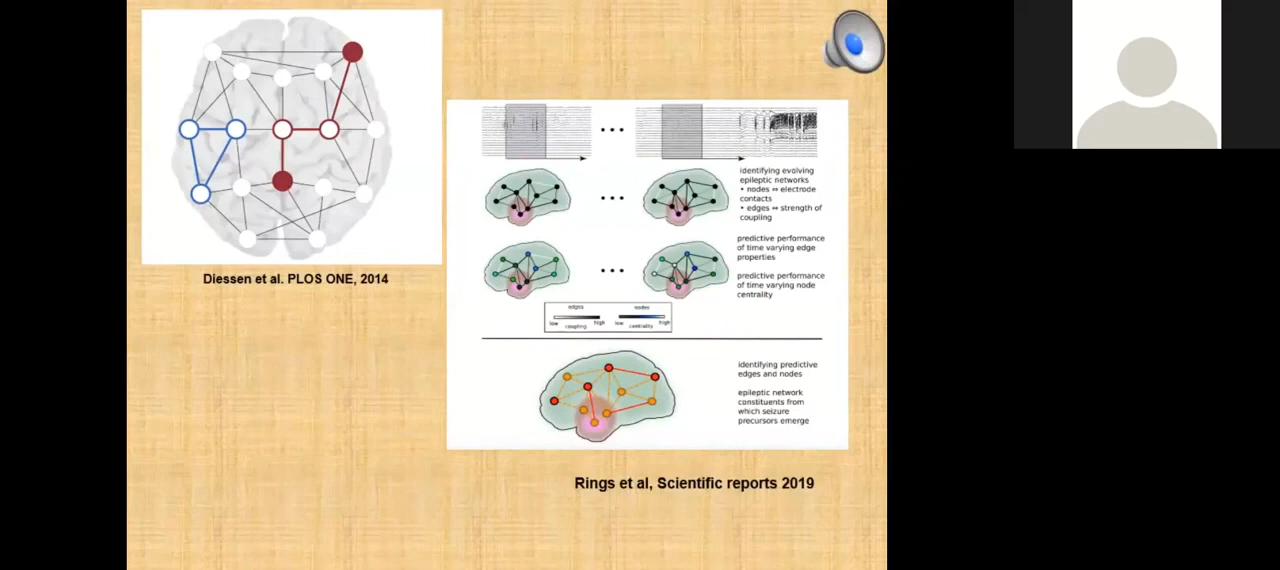 Diessen et al. PLOS ONE, 2014
identifying evolving
epileptic networks
• nodes ⇔ electrode
contacts
• edges ⇔ strength of
coupling
predictive performance
of time varying edge
properties
predictive performance
of time varying node
centrality
edges nodes
low high low high
coupling centrality
identifying predictive
edges and nodes
epileptic network
constituents from
which seizure
precursors emerge
Rings et al, Scientific reports 2019